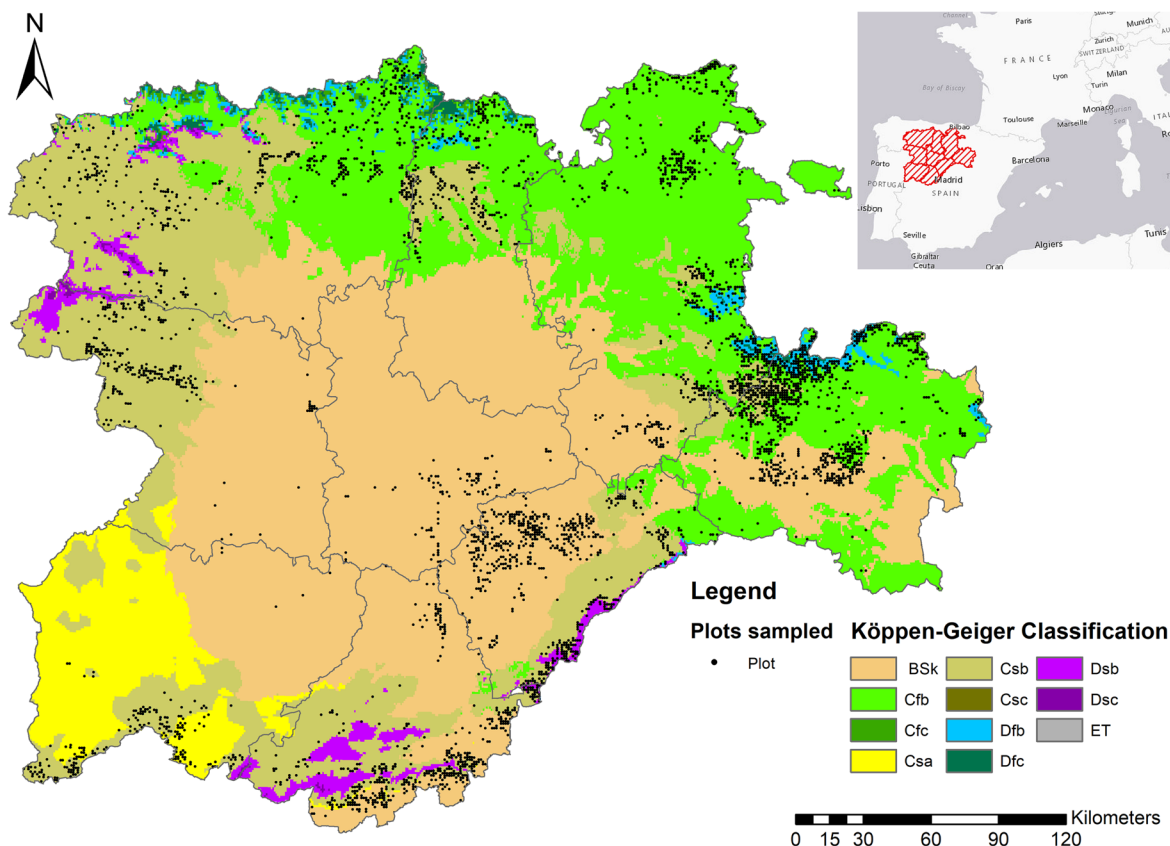 N
Channel
Paris
Munich
Zurich
SWITZERLAND
FRANCE
Bay of Biscay
Lyon
Milan
Turin
Monaco
Bilbao
Toulouse
Marseille
Porto
Barcelona
Madrid
PORTUGAL
SPAIN
Lisbon
Seville
Tunis
Algiers
Gibraltar
Ceuta
Oran
Legend
Plots sampled
Plot
Köppen-Geiger Classification
BSk
Csb
Dsb
Cfb
Csc
Dsc
Cfc
Dfb
ET
Csa
Dfc
Kilometers
0 15 30 60 90 120